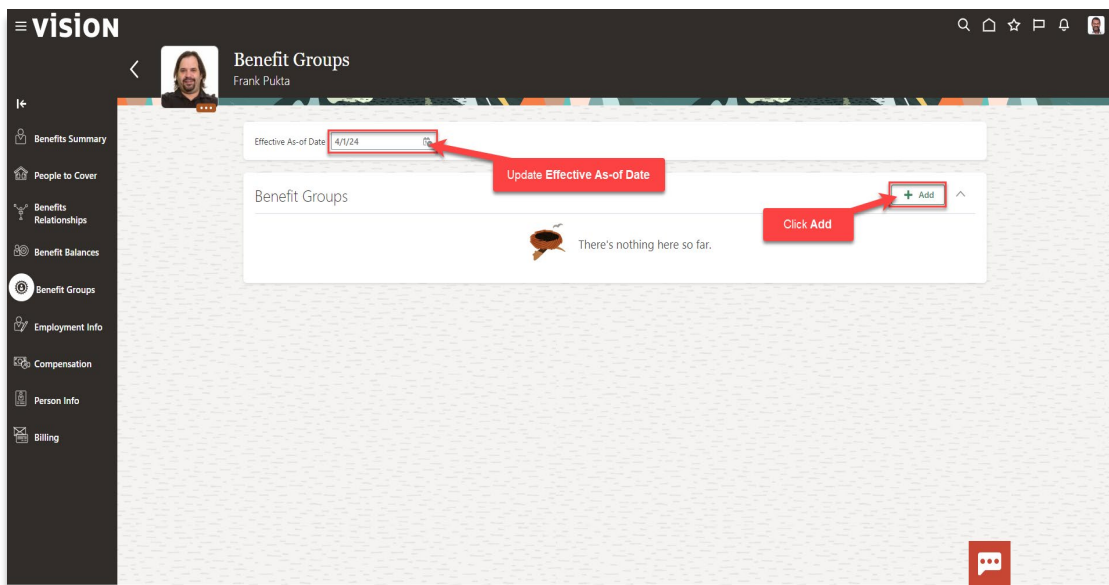 vision
Benefit Groups
Frank Pukta
Benefits Summary
People to Cover
Benefits
Relationships
Benefit Balances
Benefit Groups
Employment Info
Compensation
Person Info
Billing
Effective As-of Date 4/1/24
Update Effective As-of Date
Benefit Groups
+ Add
Click Add
There's nothing here so far.